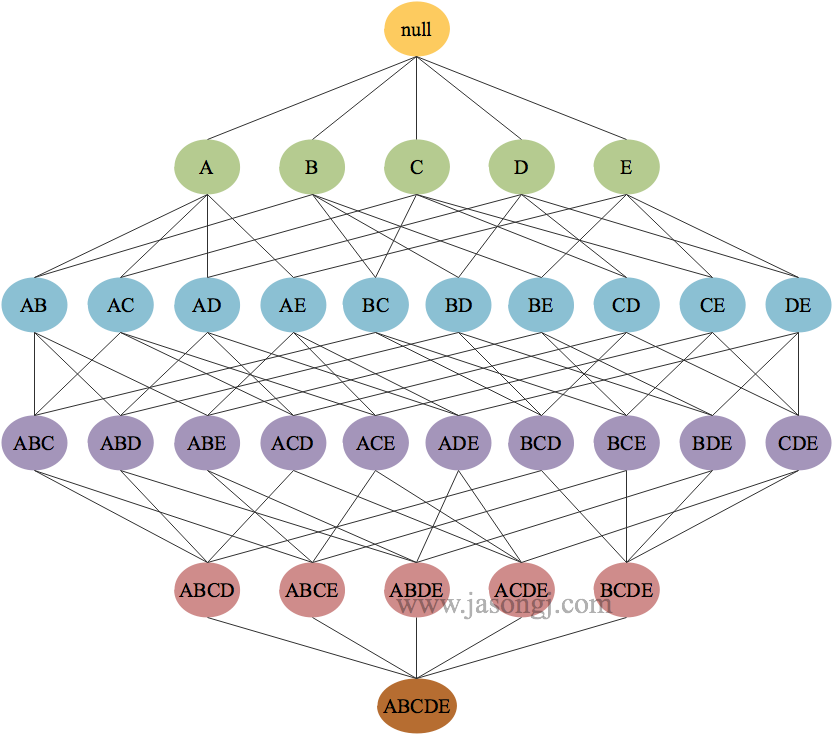 null
A B C D E
AB AC AD AE BC BD BE CD CE DE
ABC ABD ABE ACD ACE ADE BCD BCE BDE CDE
ABCD ABCE ABDE ACDE BCDE
www.jasongj.com
ABCDE